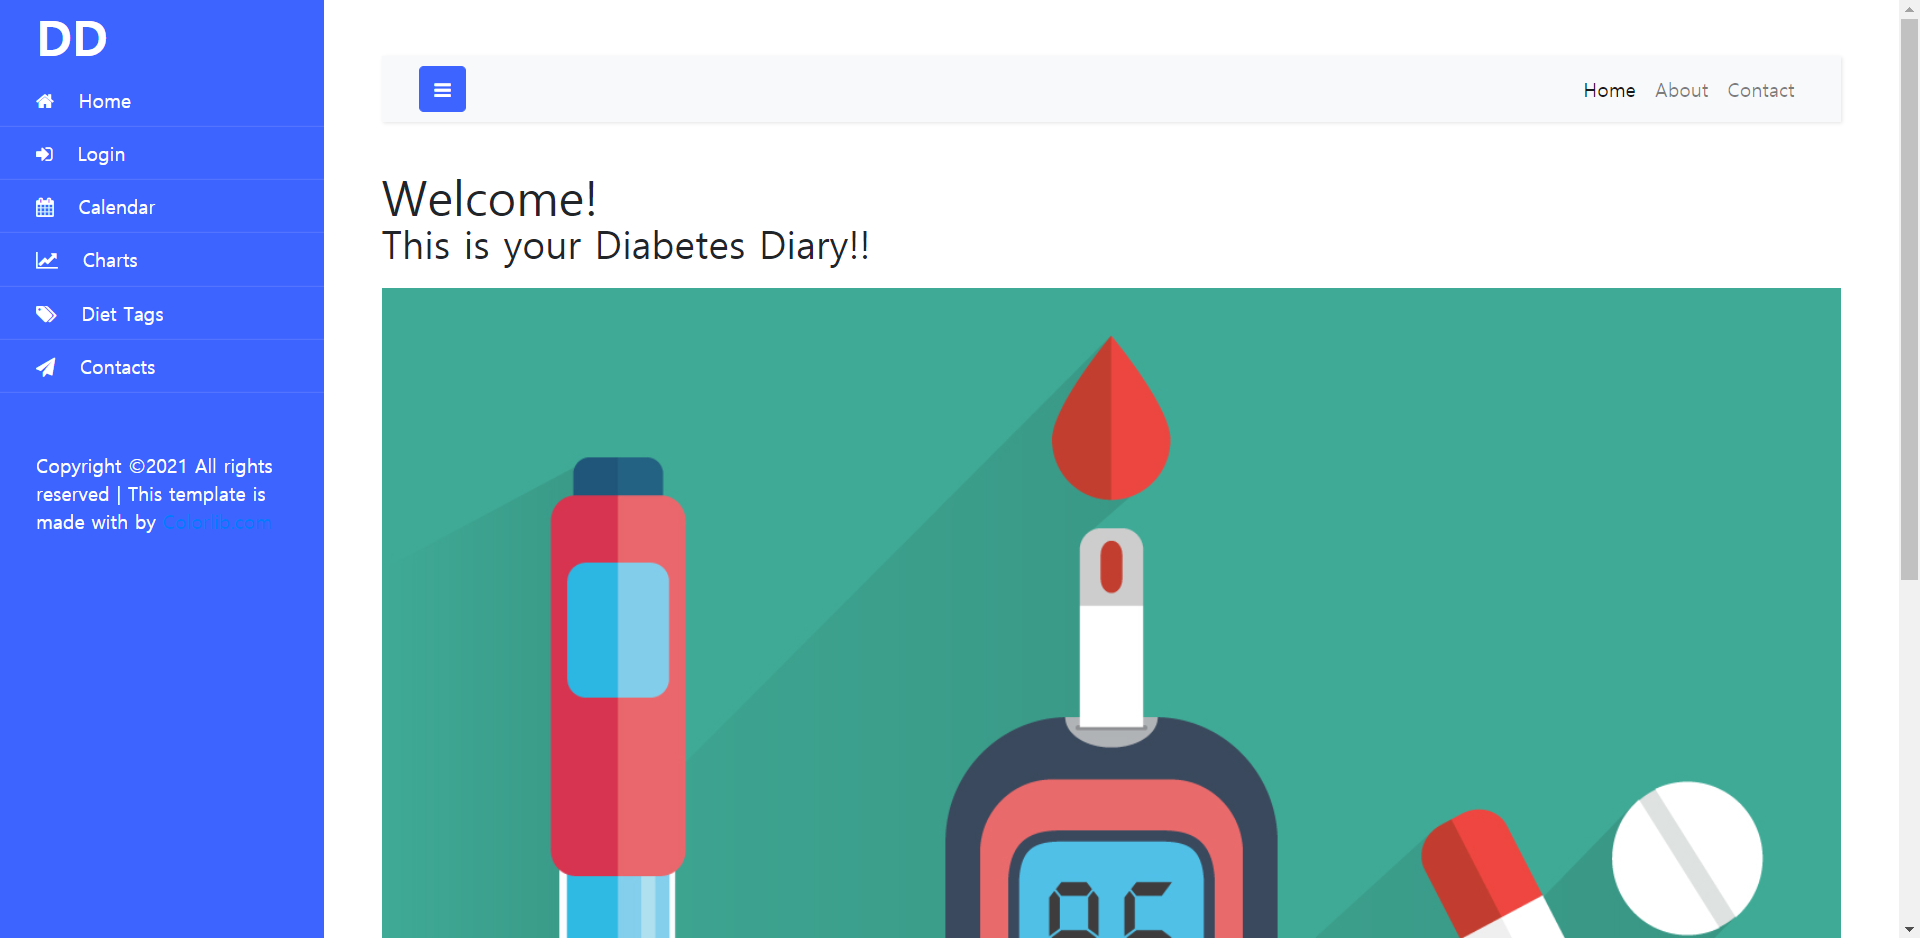 DD
Home
Login
Calendar
Charts
Diet Tags
Contacts
Copyright ©2021 All rights
reserved | This template is
made with by Colorlib.com
Home About Contact
Welcome!
This is your Diabetes Diary!!